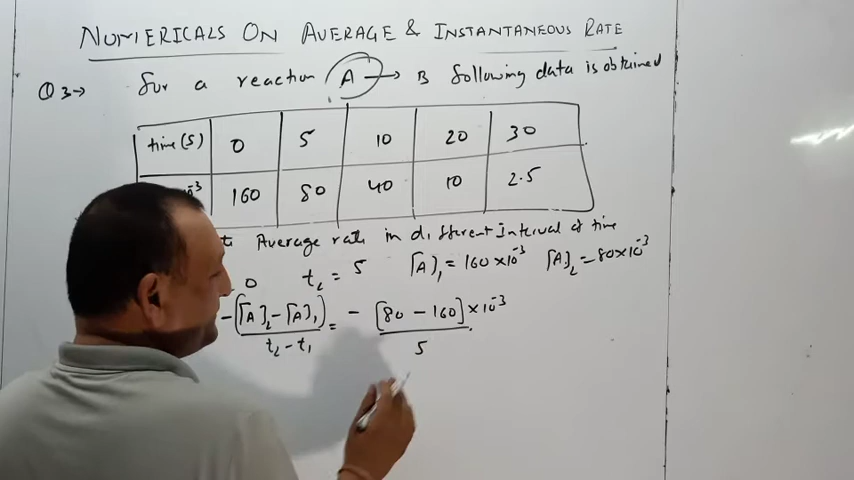 NUMERICALS ON AVERAGE & INSTANTANEOUS RATE
Q3→ for a reaction A → B following data is obtained
time(s) 0 5 10 20 30
10⁻³ 160 80 40 10 2.5
Average rate in different Interval of time
0 t₂ = 5 [A]₁ = 160×10⁻³ [A]₂ = 80×10⁻³
-([A]₂ - [A]₁) / t₂ - t₁ = - [80 - 160] × 10⁻³ / 5